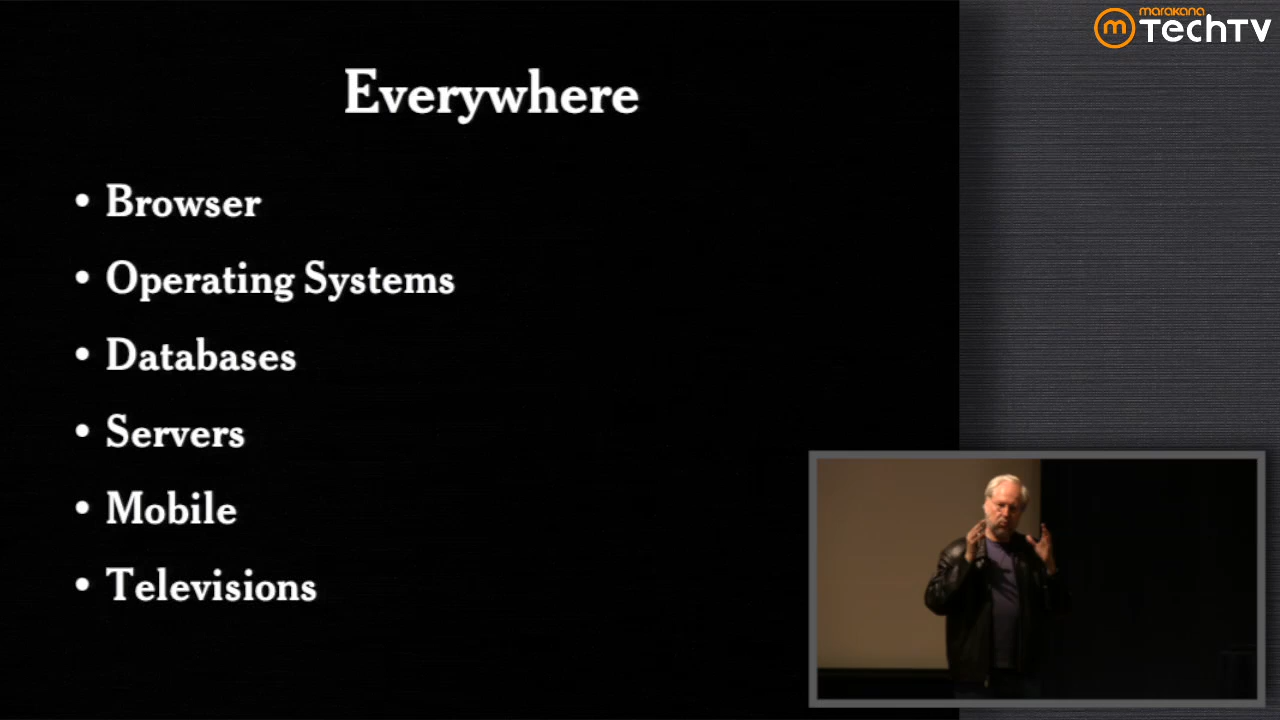 marakana
TechTV
Everywhere
• Browser
• Operating Systems
• Databases
• Servers
• Mobile
• Televisions